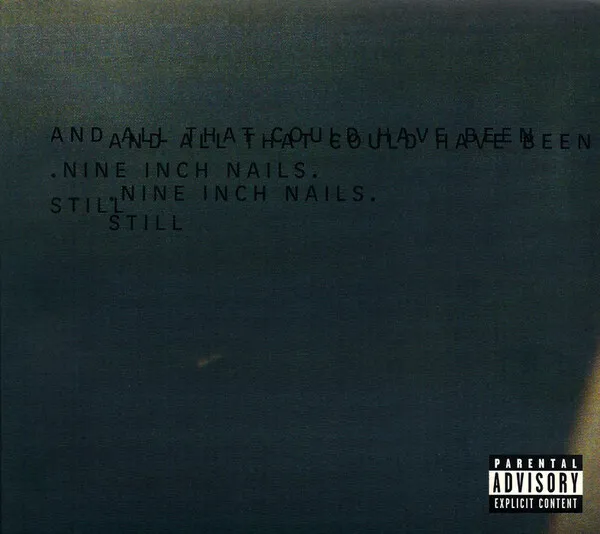 AND ALL THAT COULD HAVE BEEN
AND ALL THAT COULD HAVE BEEN
.NINE INCH NAILS.
.NINE INCH NAILS.
STILL
STILL
PARENTAL
ADVISORY
EXPLICIT CONTENT